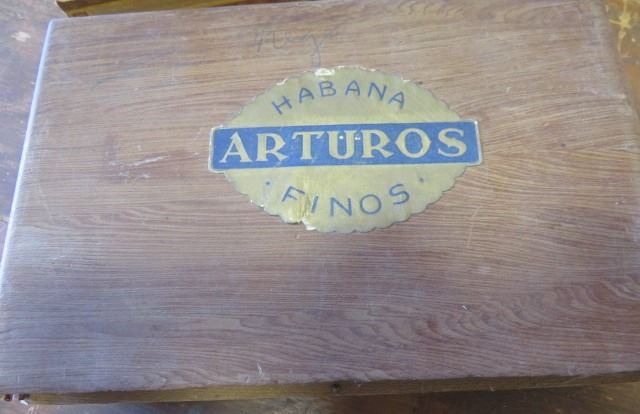 HABANA
ARTUROS
· FINOS ·